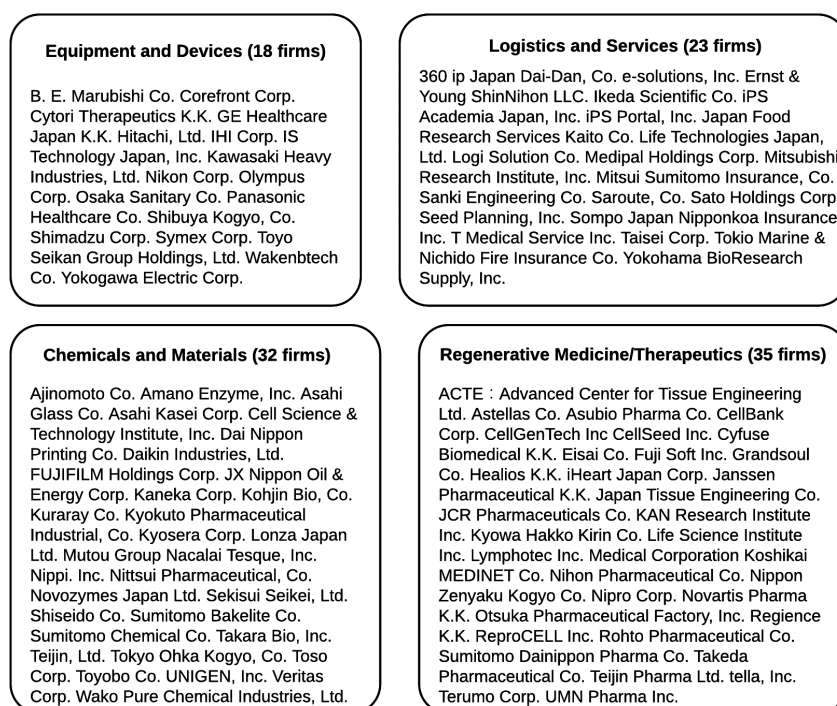 Equipment and Devices (18 firms)
B. E. Marubishi Co. Corefront Corp.
Cytori Therapeutics K.K. GE Healthcare
Japan K.K. Hitachi, Ltd. IHI Corp. IS
Technology Japan, Inc. Kawasaki Heavy
Industries, Ltd. Nikon Corp. Olympus
Corp. Osaka Sanitary Co. Panasonic
Healthcare Co. Shibuya Kogyo, Co.
Shimadzu Corp. Symex Corp. Toyo
Seikan Group Holdings, Ltd. Wakenbtech
Co. Yokogawa Electric Corp.
Logistics and Services (23 firms)
360 ip Japan Dai-Dan, Co. e-solutions, Inc. Ernst &
Young ShinNihon LLC. Ikeda Scientific Co. iPS
Academia Japan, Inc. iPS Portal, Inc. Japan Food
Research Services Kaito Co. Life Technologies Japan,
Ltd. Logi Solution Co. Medipal Holdings Corp. Mitsubishi
Research Institute, Inc. Mitsui Sumitomo Insurance, Co.
Sanki Engineering Co. Saroute, Co. Sato Holdings Corp
Seed Planning, Inc. Sompo Japan Nipponkoa Insurance
Inc. T Medical Service Inc. Taisei Corp. Tokio Marine &
Nichido Fire Insurance Co. Yokohama BioResearch
Supply, Inc.
Chemicals and Materials (32 firms)
Ajinomoto Co. Amano Enzyme, Inc. Asahi
Glass Co. Asahi Kasei Corp. Cell Science &
Technology Institute, Inc. Dai Nippon
Printing Co. Daikin Industries, Ltd.
FUJIFILM Holdings Corp. JX Nippon Oil &
Energy Corp. Kaneka Corp. Kohjin Bio, Co.
Kuraray Co. Kyokuto Pharmaceutical
Industrial, Co. Kyosera Corp. Lonza Japan
Ltd. Mutou Group Nacalai Tesque, Inc.
Nippi. Inc. Nittsui Pharmaceutical, Co.
Novozymes Japan Ltd. Sekisui Seikei, Ltd.
Shiseido Co. Sumitomo Bakelite Co.
Sumitomo Chemical Co. Takara Bio, Inc.
Teijin, Ltd. Tokyo Ohka Kogyo, Co. Toso
Corp. Toyobo Co. UNIGEN, Inc. Veritas
Corp. Wako Pure Chemical Industries, Ltd.
Regenerative Medicine/Therapeutics (35 firms)
ACTE：Advanced Center for Tissue Engineering
Ltd. Astellas Co. Asubio Pharma Co. CellBank
Corp. CellGenTech Inc CellSeed Inc. Cyfuse
Biomedical K.K. Eisai Co. Fuji Soft Inc. Grandsoul
Co. Healios K.K. iHeart Japan Corp. Janssen
Pharmaceutical K.K. Japan Tissue Engineering Co.
JCR Pharmaceuticals Co. KAN Research Institute
Inc. Kyowa Hakko Kirin Co. Life Science Institute
Inc. Lymphotec Inc. Medical Corporation Koshikai
MEDINET Co. Nihon Pharmaceutical Co. Nippon
Zenyaku Kogyo Co. Nipro Corp. Novartis Pharma
K.K. Otsuka Pharmaceutical Factory, Inc. Regience
K.K. ReproCELL Inc. Rohto Pharmaceutical Co.
Sumitomo Dainippon Pharma Co. Takeda
Pharmaceutical Co. Teijin Pharma Ltd. tella, Inc.
Terumo Corp. UMN Pharma Inc.